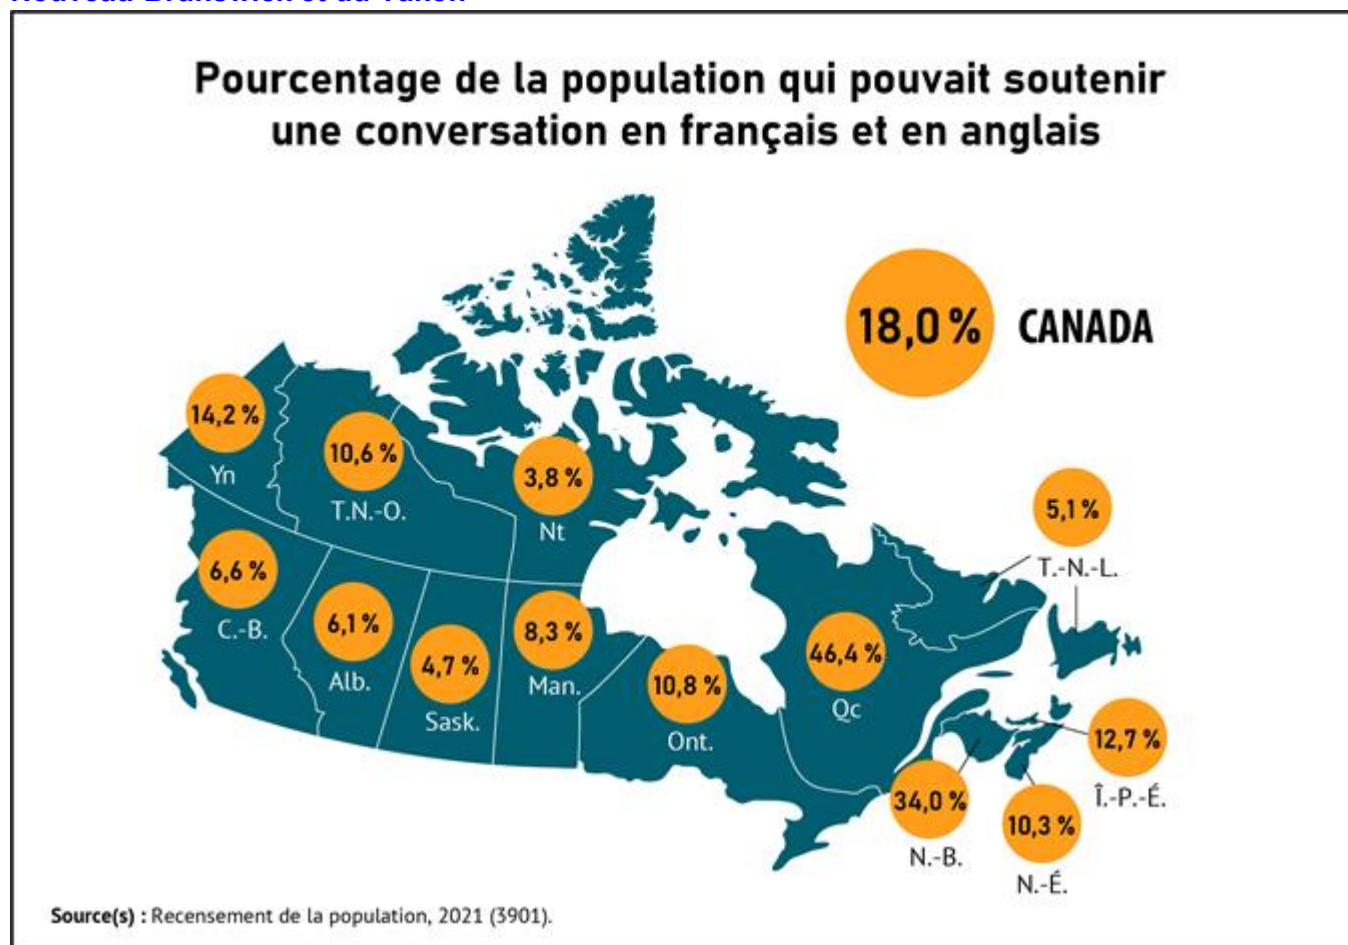 Pourcentage de la population qui pouvait soutenir
une conversation en français et en anglais
18,0 % CANADA
14,2 %
Yn
10,6 %
T.N.-O.
3,8 %
Nt
5,1 %
T.-N.-L.
6,6 %
C.-B.
6,1 %
Alb.
4,7 %
Sask.
8,3 %
Man.
10,8 %
Ont.
46,4 %
Qc
12,7 %
Î.-P.-É.
34,0 %
N.-B.
10,3 %
N.-É.
Source(s) : Recensement de la population, 2021 (3901).